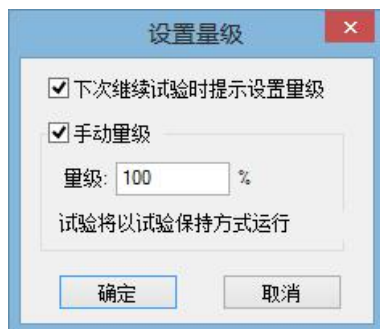 设置量级
下次继续试验时提示设置量级
手动量级
量级: 100 %
试验将以试验保持方式运行
确定 取消